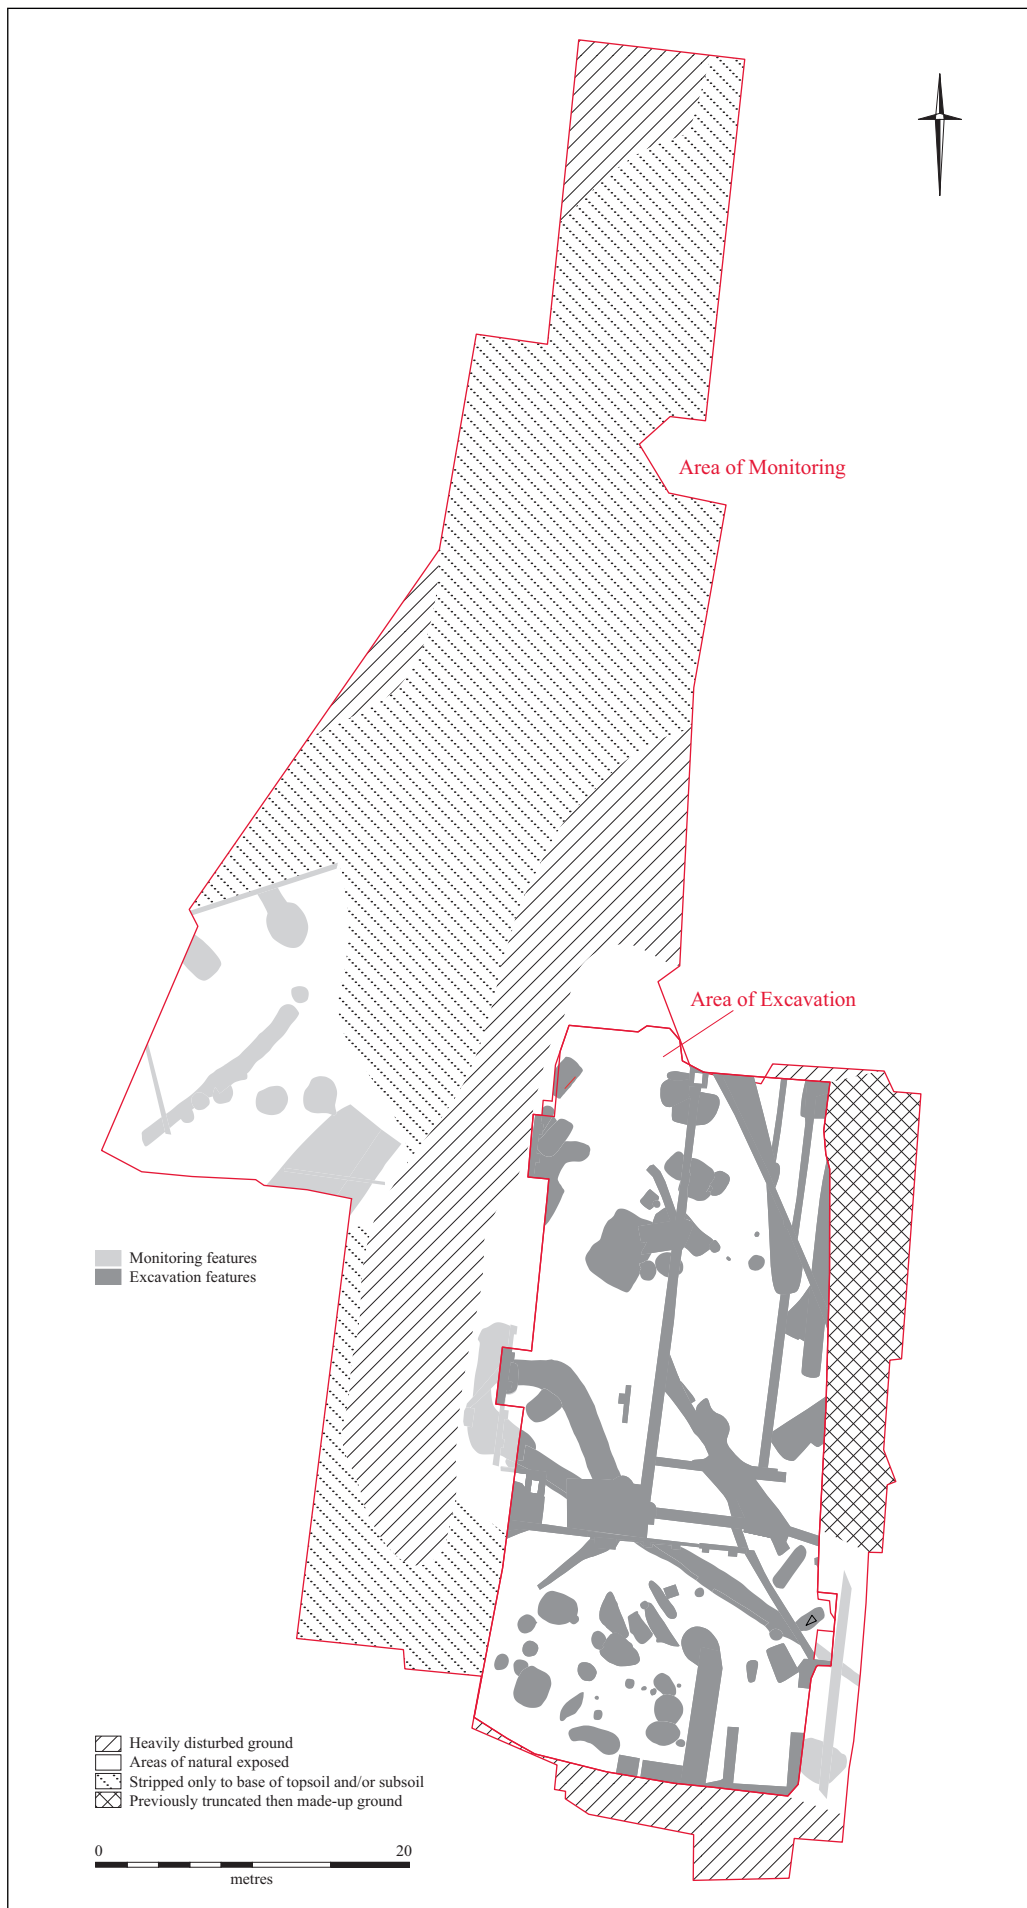 Area of Monitoring
Area of Excavation
Monitoring features
Excavation features
Heavily disturbed ground
Areas of natural exposed
Stripped only to base of topsoil and/or subsoil
Previously truncated then made-up ground
0 20
metres